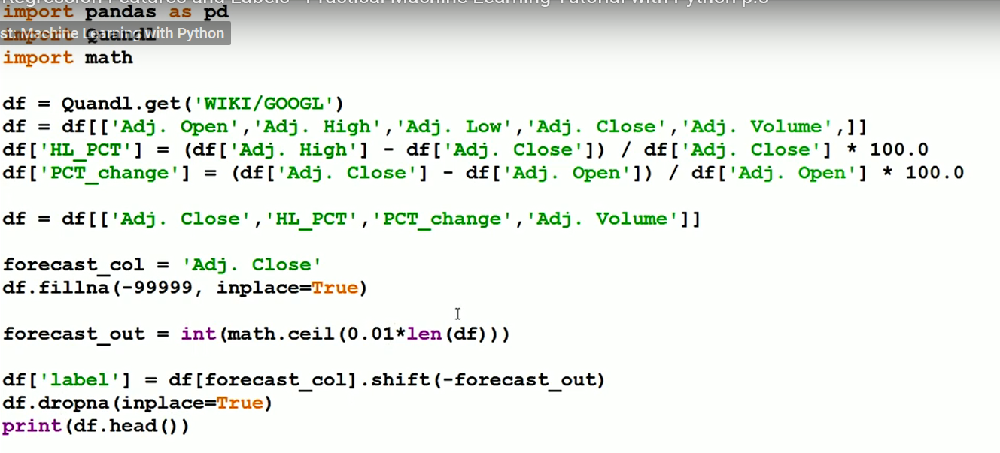 Regression Features and Labels - Practical Machine Learning Tutorial with Python p.3
import pandas as pd
st: Machine Learning with Python
import Quandl
import math
df = Quandl.get('WIKI/GOOGL')
df = df[['Adj. Open','Adj. High','Adj. Low','Adj. Close','Adj. Volume',]]
df['HL_PCT'] = (df['Adj. High'] - df['Adj. Close']) / df['Adj. Close'] * 100.0
df['PCT_change'] = (df['Adj. Close'] - df['Adj. Open']) / df['Adj. Open'] * 100.0
df = df[['Adj. Close','HL_PCT','PCT_change','Adj. Volume']]
forecast_col = 'Adj. Close'
df.fillna(-99999, inplace=True)
forecast_out = int(math.ceil(0.01*len(df)))
df['label'] = df[forecast_col].shift(-forecast_out)
df.dropna(inplace=True)
print(df.head())